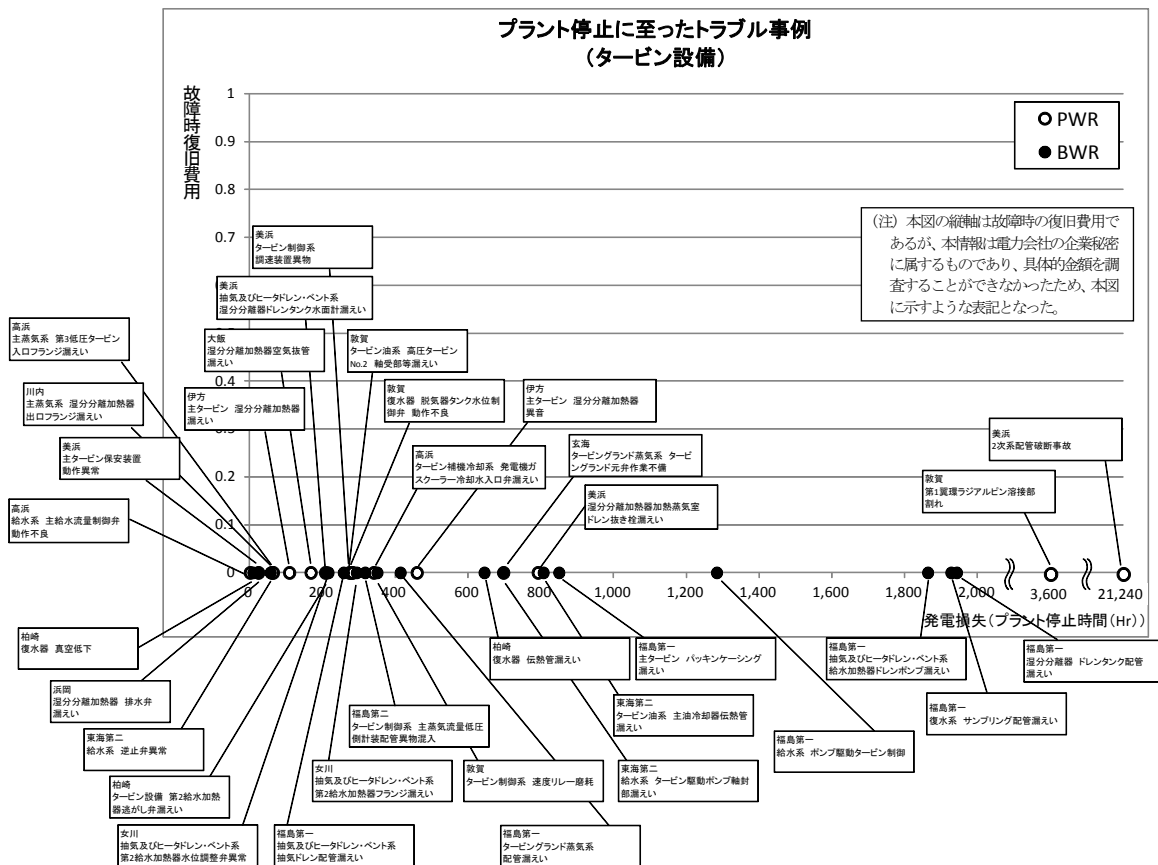 プラント停止に至ったトラブル事例
（タービン設備）
故障時復旧費用
1
0.9
0.8
0.7
0.4
0.3
0.2
0.1
0
PWR
BWR
（注）本図の縦軸は故障時の復旧費用で
あるが、本情報は電力会社の企業秘密
に属するものであり、具体的金額を調
査することができなかったため、本図
に示すような表記となった。
美浜
タービン制御系
調速装置異物
美浜
抽気及びヒータドレン・ベント系
湿分分離器ドレンタンク水面計漏えい
高浜
主蒸気系 第3低圧タービン
入口フランジ漏えい
大飯
湿分分離加熱器空気抜管
漏えい
敦賀
タービン油系 高圧タービン
No.2 軸受部等漏えい
川内
主蒸気系 湿分分離加熱器
出口フランジ漏えい
伊方
主タービン 湿分分離加熱器
漏えい
敦賀
復水器 脱気器タンク水位制
御弁 動作不良
伊方
主タービン 湿分分離加熱器
異音
美浜
主タービン保安装置
動作異常
高浜
タービン補機冷却系 発電機ガ
スクーラー冷却水入口弁漏えい
玄海
タービングランド蒸気系 タービ
ングランド元弁作業不備
美浜
2次系配管破断事故
高浜
給水系 主給水流量制御弁
動作不良
美浜
湿分分離加熱器加熱蒸気室
ドレン抜き栓漏えい
敦賀
第1翼環ラジアルピン溶接部
割れ
0
200
400
600
800
1,000
1,200
1,400
1,600
1,800
2,000
3,600
21,240
発電損失（プラント停止時間（Hr））
柏崎
復水器 真空低下
柏崎
復水器 伝熱管漏えい
福島第一
主タービン パッキンケーシング
漏えい
福島第一
抽気及びヒータドレン・ベント系
給水加熱器ドレンポンプ漏えい
福島第一
湿分分離器 ドレンタンク配管
漏えい
浜岡
湿分分離加熱器 排水弁
漏えい
東海第二
タービン油系 主油冷却器伝熱管
漏えい
福島第一
復水系 サンプリング配管漏えい
東海第二
給水系 逆止弁異常
福島第二
タービン制御系 主蒸気流量低圧
側計装配管異物混入
福島第一
給水系 ポンプ駆動タービン制御
柏崎
タービン設備 第2給水加熱
器逃がし弁漏えい
女川
抽気及びヒータドレン・ベント系
第2給水加熱器フランジ漏えい
敦賀
タービン制御系 速度リレー磨耗
東海第二
給水系 タービン駆動ポンプ軸封
部漏えい
女川
抽気及びヒータドレン・ベント系
第2給水加熱器水位調整弁異常
福島第一
抽気及びヒータドレン・ベント系
抽気ドレン配管漏えい
福島第一
タービングランド蒸気系
配管漏えい